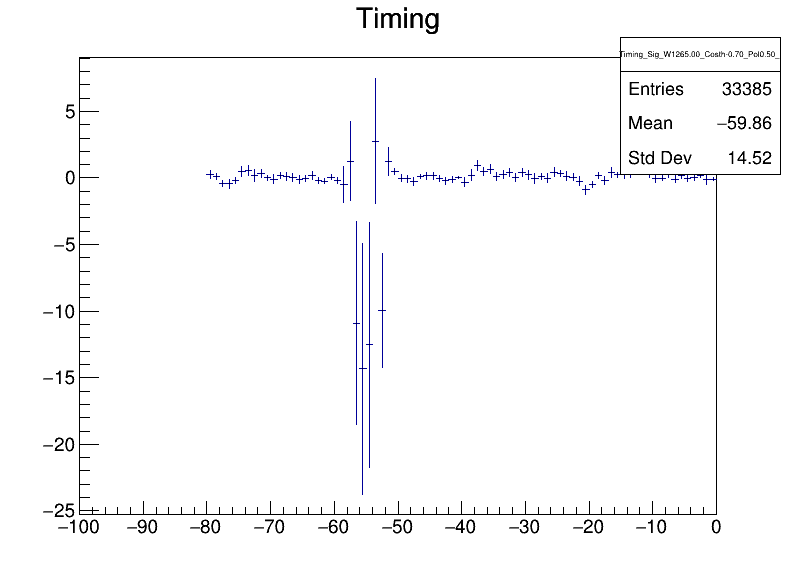 Timing
Timing_Sig_W1265.00_Costh-0.70_Pol0.50_
Entries 33385
Mean −59.86
Std Dev 14.52
5
0
−5
−10
−15
−20
−25
−100 −90 −80 −70 −60 −50 −40 −30 −20 −10 0